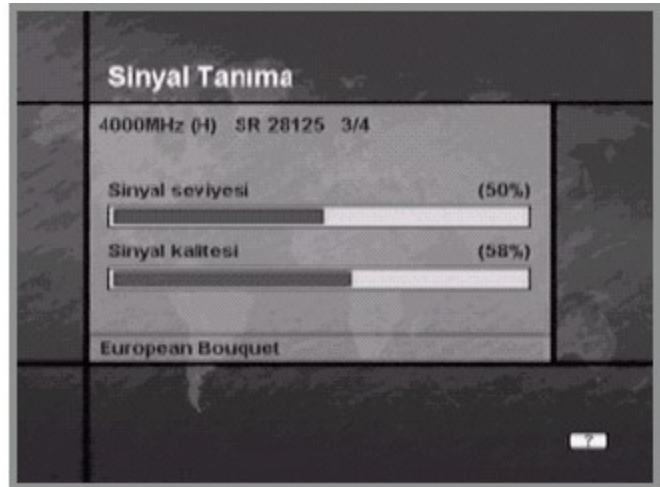 Sinyal Tanıma
4000MHz (H) SR 28125 3/4
Sinyal seviyesi (50%)
Sinyal kalitesi (58%)
European Bouquet
?